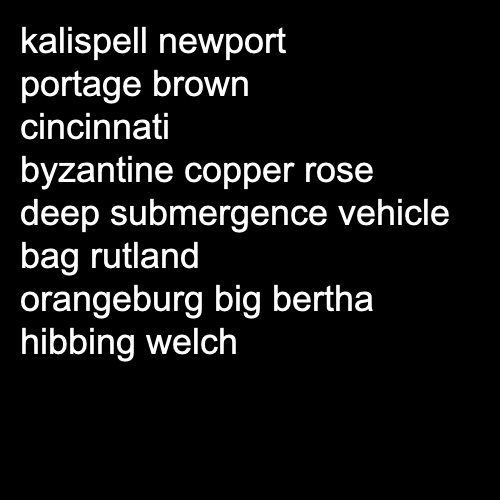 kalispell newport
portage brown
cincinnati
byzantine copper rose
deep submergence vehicle
bag rutland
orangeburg big bertha
hibbing welch